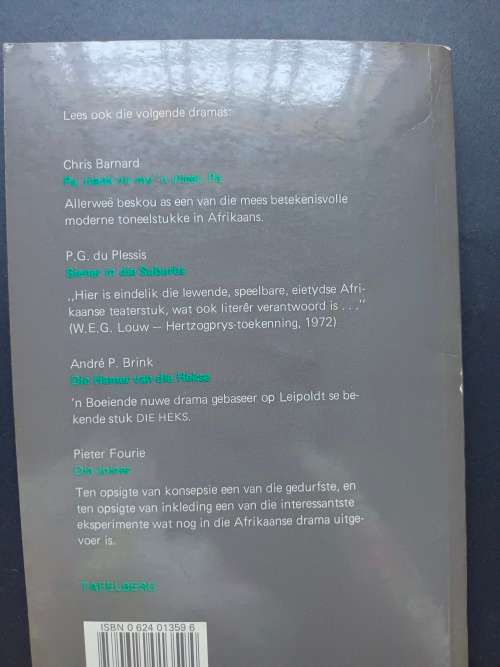 Lees ook die volgende dramas:
Chris Barnard
Pa, maak vir my 'n vlieër, Pa
Allerweë beskou as een van die mees betekenisvolle
moderne toneelstukke in Afrikaans.
P.G. du Plessis
Siener in die Suburbs
,,Hier is eindelik die lewende, speelbare, eietydse Afri-
kaanse teaterstuk, wat ook literêr verantwoord is . . .”
(W.E.G. Louw – Hertzogprys-toekenning, 1972)
André P. Brink
Die Hamer van die Hekse
'n Boeiende nuwe drama gebaseer op Leipoldt se be-
kende stuk DIE HEKS.
Pieter Fourie
Die Joiner
Ten opsigte van konsepsie een van die gedurfste, en
ten opsigte van inkleding een van die interessantste
eksperimente wat nog in die Afrikaanse drama uitge-
voer is.
TAFELBERG
ISBN 0 624 01359 6